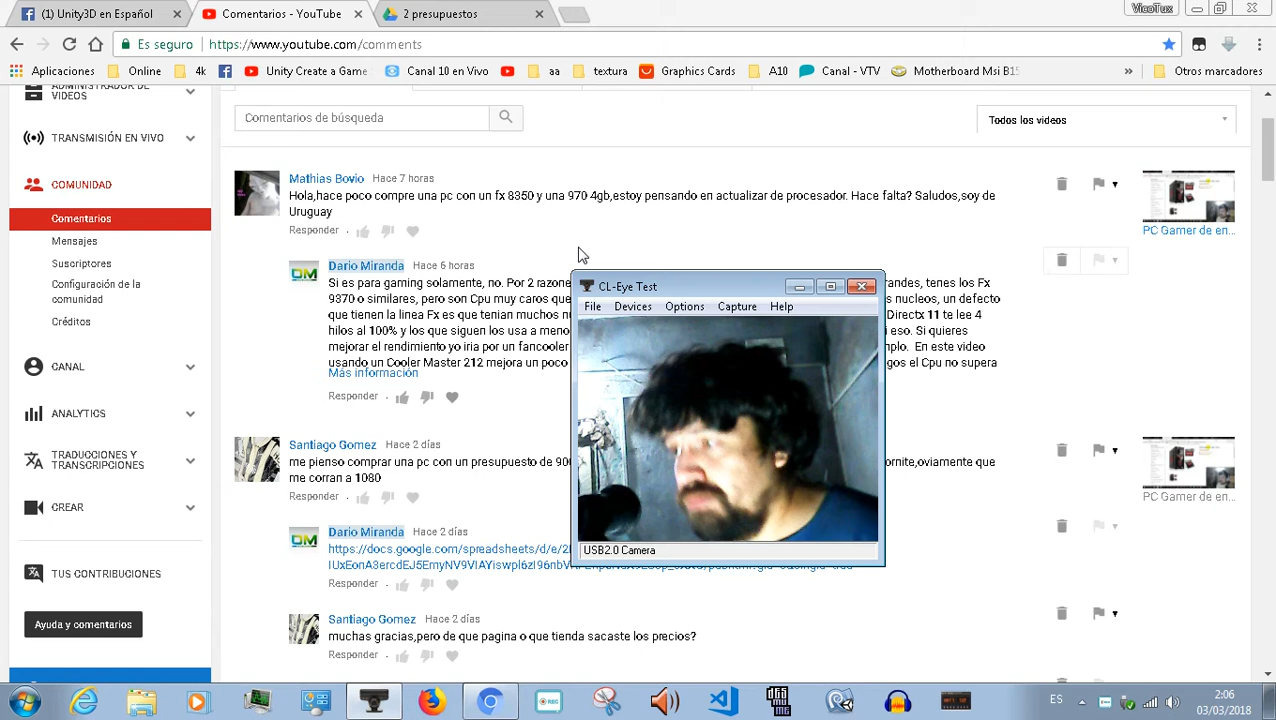 (1) Unity3D en Español
Comentarios - YouTube
2 presupuestos
VicoTux
Es seguro
https://www.youtube.com/comments
Aplicaciones
Online
4k
Unity Create a Game
Canal 10 en Vivo
aa
textura
Graphics Cards
A10
Canal - VTV
Motherboard Msi B15
»
Otros marcadores
ADMINISTRADOR DE
VIDEOS
TRANSMISIÓN EN VIVO
COMUNIDAD
Comentarios
Mensajes
Suscriptores
Configuración de la
comunidad
Créditos
CANAL
ANALYTICS
TRADUCCIONES Y
TRANSCRIPCIONES
CREAR
TUS CONTRIBUCIONES
Ayuda y comentarios
Comentarios de búsqueda
Todos los videos
Mathias Bovio Hace 7 horas
Hola,hace poco compre una pc con un fx 8350 y una 970 4gb,estoy pensando en actualizar de procesador. Hace falta? Saludos,soy de
Uruguay
Responder
PC Gamer de en...
Dario Miranda Hace 6 horas
Si es para gaming solamente, no. Por 2 razone
andes, tenes los Fx
9370 o similares, pero son Cpu muy caros que
s nucleos, un defecto
que tienen la linea Fx es que tenian muchos n
Directx 11 te lee 4
hilos al 100% y los que siguen los usa a meno
i eso. Si quieres
mejorar el rendimiento yo iria por un fancooler
nplo. En este video
usando un Cooler Master 212 mejora un poco
gos el Cpu no supera
Más información
Responder
Santiago Gomez Hace 2 días
me pienso comprar una pc con un presupuesto de 90
ornite,oviamente que
me corran a 1080
Responder
PC Gamer de en...
Dario Miranda Hace 2 días
https://docs.google.com/spreadsheets/d/e/2
Responder
Santiago Gomez Hace 2 días
muchas gracias,pero de que pagina o que tienda sacaste los precios?
Responder
CL-Eye Test
File Devices Options Capture Help
USB2.0 Camera
REC
ES
2:06
03/03/2018